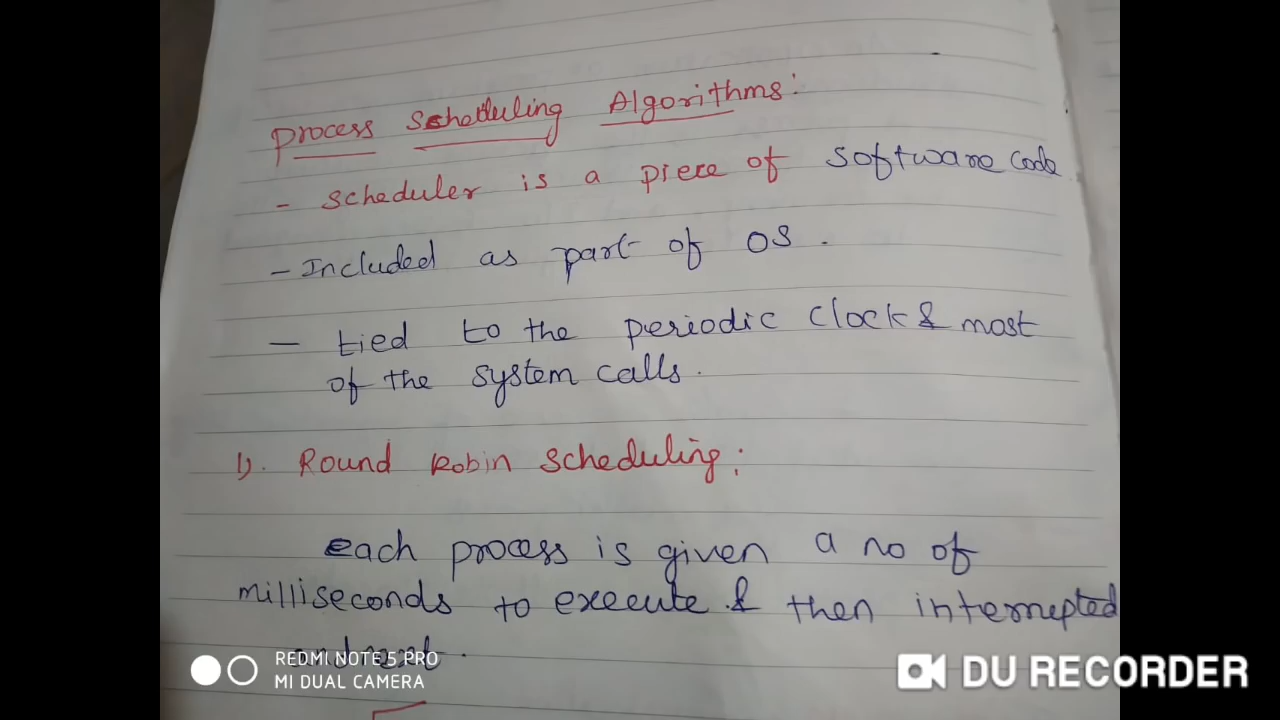 Process Scheduling Algorithms:
- Scheduler is a piece of software code
- Included as part of OS.
- tied to the periodic clock & most
of the system calls.
1). Round Robin Scheduling:
each process is given a no of
milliseconds to execute & then interrupted
REDMI NOTE 5 PRO
MI DUAL CAMERA
DU RECORDER